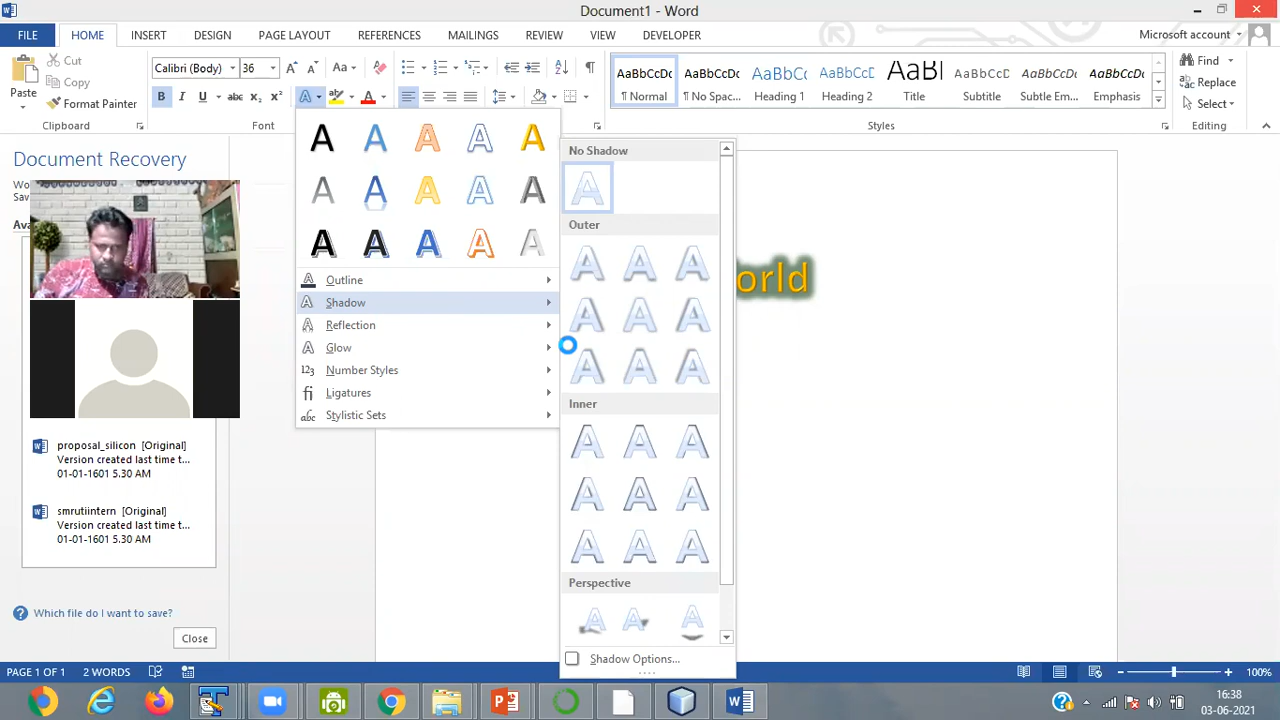 Document1 - Word
FILE HOME INSERT DESIGN PAGE LAYOUT REFERENCES MAILINGS REVIEW VIEW DEVELOPER Microsoft account
Paste
Cut
Copy
Format Painter
Clipboard
Calibri (Body) 36
Font
AaBbCcDc AaBbCcDc AaBbCc AaBbCcC AaBl AaBbCcD AaBbCcDc AaBbCcDc
¶ Normal ¶ No Spac... Heading 1 Heading 2 Title Subtitle Subtle Em... Emphasis
Styles
Find
Replace
Select
Editing
Document Recovery
proposal_silicon [Original]
Version created last time t...
01-01-1601 5.30 AM
smrutiintern [Original]
Version created last time t...
01-01-1601 5.30 AM
Which file do I want to save?
Close
Outline
Shadow
Reflection
Glow
Number Styles
Ligatures
Stylistic Sets
No Shadow
Outer
Inner
Perspective
Shadow Options...
orld
PAGE 1 OF 1 2 WORDS 100%
16:38
03-06-2021